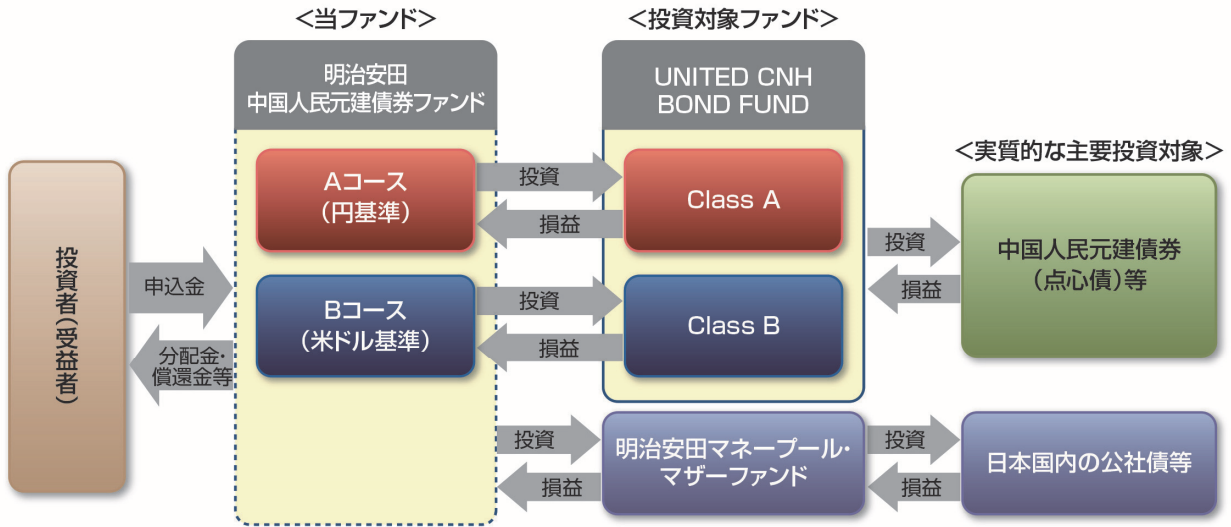 ＜当ファンド＞
＜投資対象ファンド＞
明治安田
中国人民元建債券ファンド
UNITED CNH
BOND FUND
＜実質的な主要投資対象＞
Aコース
（円基準）
投資
損益
Class A
投資者（受益者）
申込金
分配金・
償還金等
Bコース
（米ドル基準）
投資
損益
Class B
投資
損益
中国人民元建債券
（点心債）等
投資
損益
明治安田マネープール・
マザーファンド
投資
損益
日本国内の公社債等